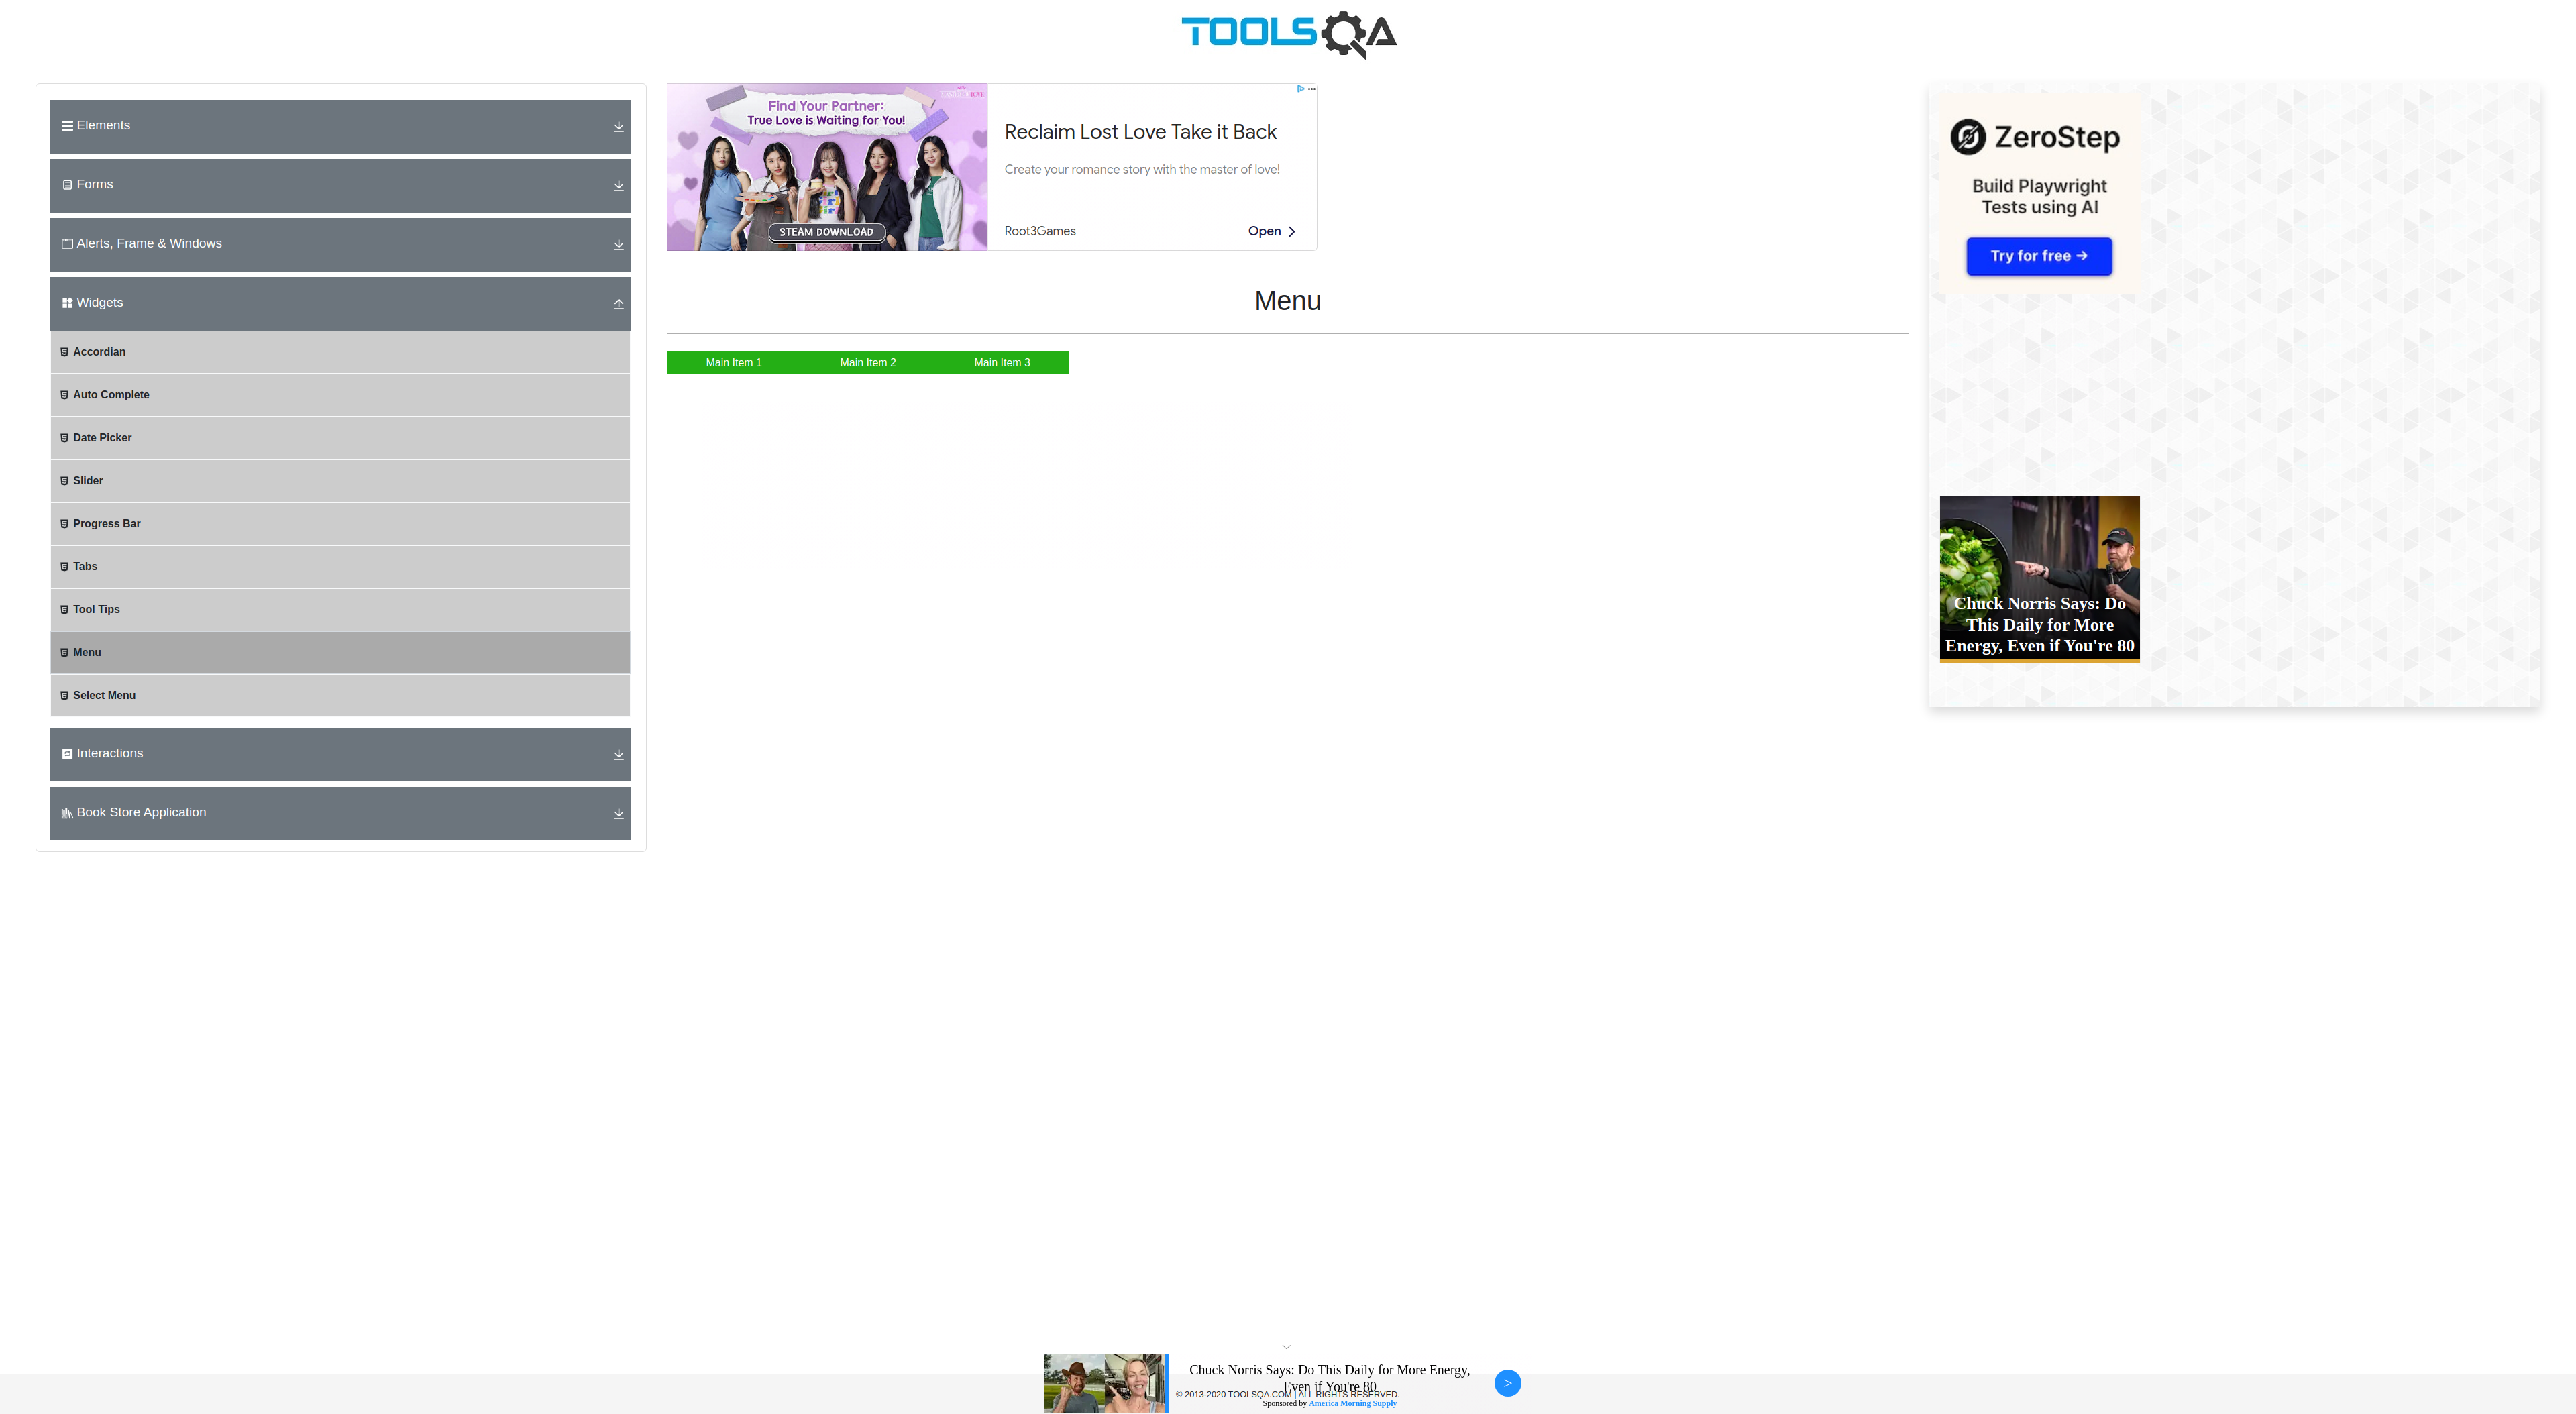 TOOLSQA
Elements
Forms
Alerts, Frame & Windows
Widgets
Accordian
Auto Complete
Date Picker
Slider
Progress Bar
Tabs
Tool Tips
Menu
Select Menu
Interactions
Book Store Application
Find Your Partner:
True Love is Waiting for You!
STEAM DOWNLOAD
Reclaim Lost Love Take it Back
Create your romance story with the master of love!
Root3Games
Open
Menu
Main Item 1
Main Item 2
Main Item 3
ZeroStep
Build Playwright
Tests using AI
Try for free →
Chuck Norris Says: Do
This Daily for More
Energy, Even if You're 80
Chuck Norris Says: Do This Daily for More Energy,
Even if You're 80
© 2013-2020 TOOLSQA.COM | ALL RIGHTS RESERVED.
Sponsored by America Morning Supply